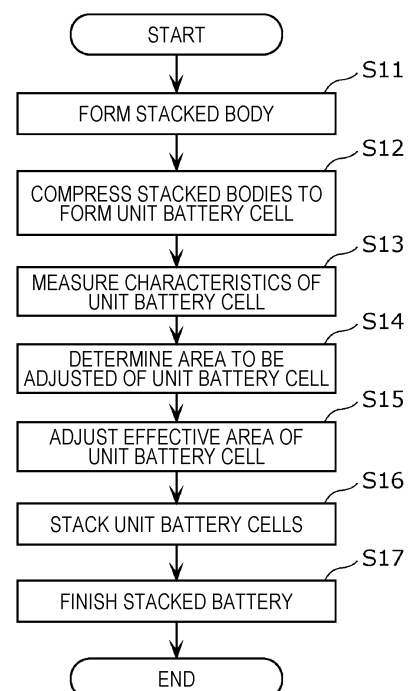 START
S11
FORM STACKED BODY
S12
COMPRESS STACKED BODIES TO
FORM UNIT BATTERY CELL
S13
MEASURE CHARACTERISTICS OF
UNIT BATTERY CELL
S14
DETERMINE AREA TO BE
ADJUSTED OF UNIT BATTERY CELL
S15
ADJUST EFFECTIVE AREA OF
UNIT BATTERY CELL
S16
STACK UNIT BATTERY CELLS
S17
FINISH STACKED BATTERY
END